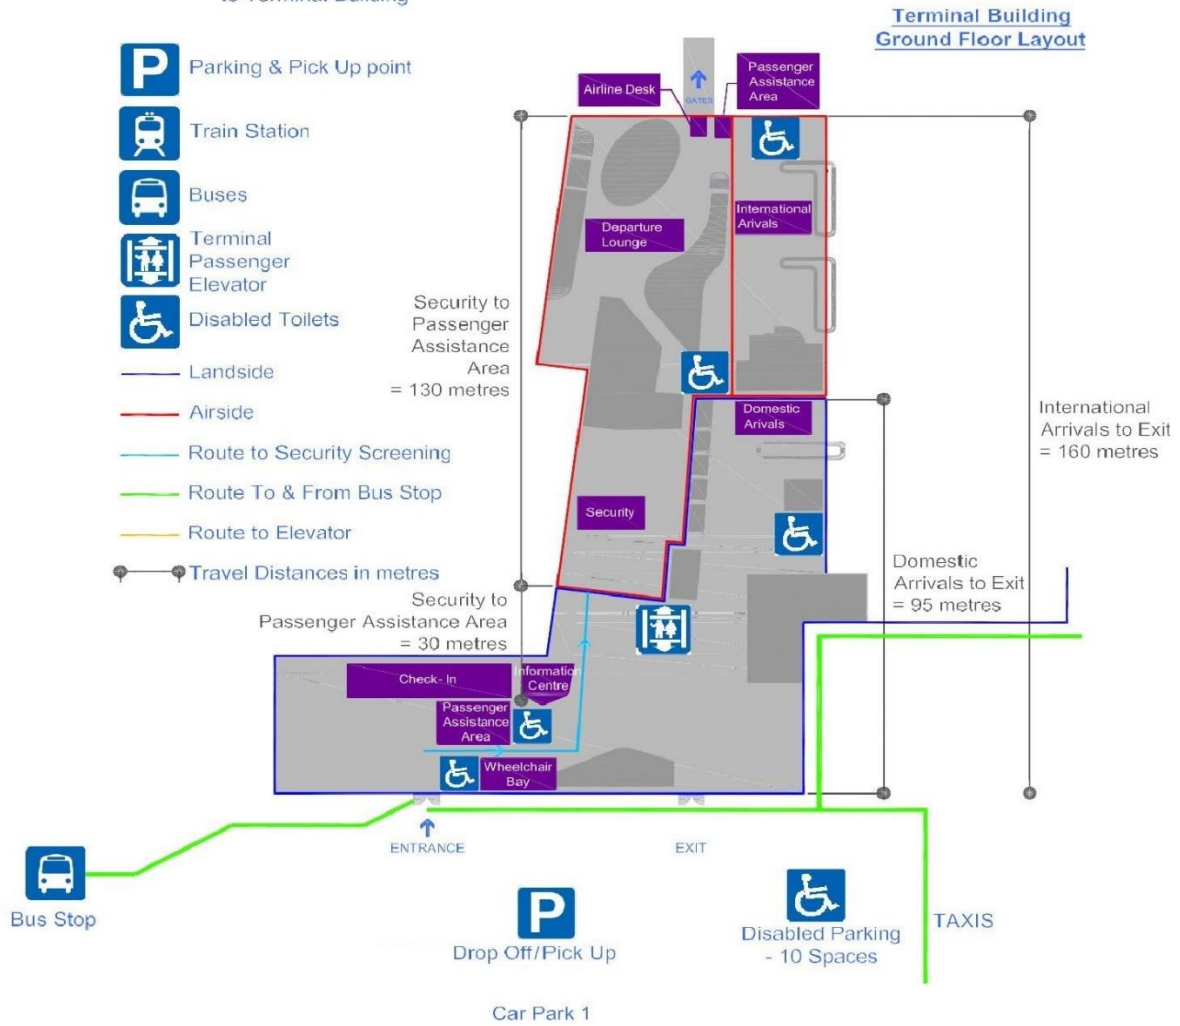 to Terminal Building
Terminal Building
Ground Floor Layout
P
Parking & Pick Up point
Train Station
Buses
Terminal
Passenger
Elevator
Disabled Toilets
Landside
Airside
Route to Security Screening
Route To & From Bus Stop
Route to Elevator
Travel Distances in metres
Airline Desk
GATES
Passenger
Assistance
Area
International
Arivals
Departure
Lounge
Security to
Passenger
Assistance
Area
= 130 metres
Domestic
Arivals
International
Arrivals to Exit
= 160 metres
Security
Domestic
Arrivals to Exit
= 95 metres
Security to
Passenger Assistance Area
= 30 metres
Check- In
Information
Centre
Passenger
Assistance
Area
Wheelchair
Bay
ENTRANCE
EXIT
Bus Stop
P
Drop Off/Pick Up
Disabled Parking
- 10 Spaces
TAXIS
Car Park 1